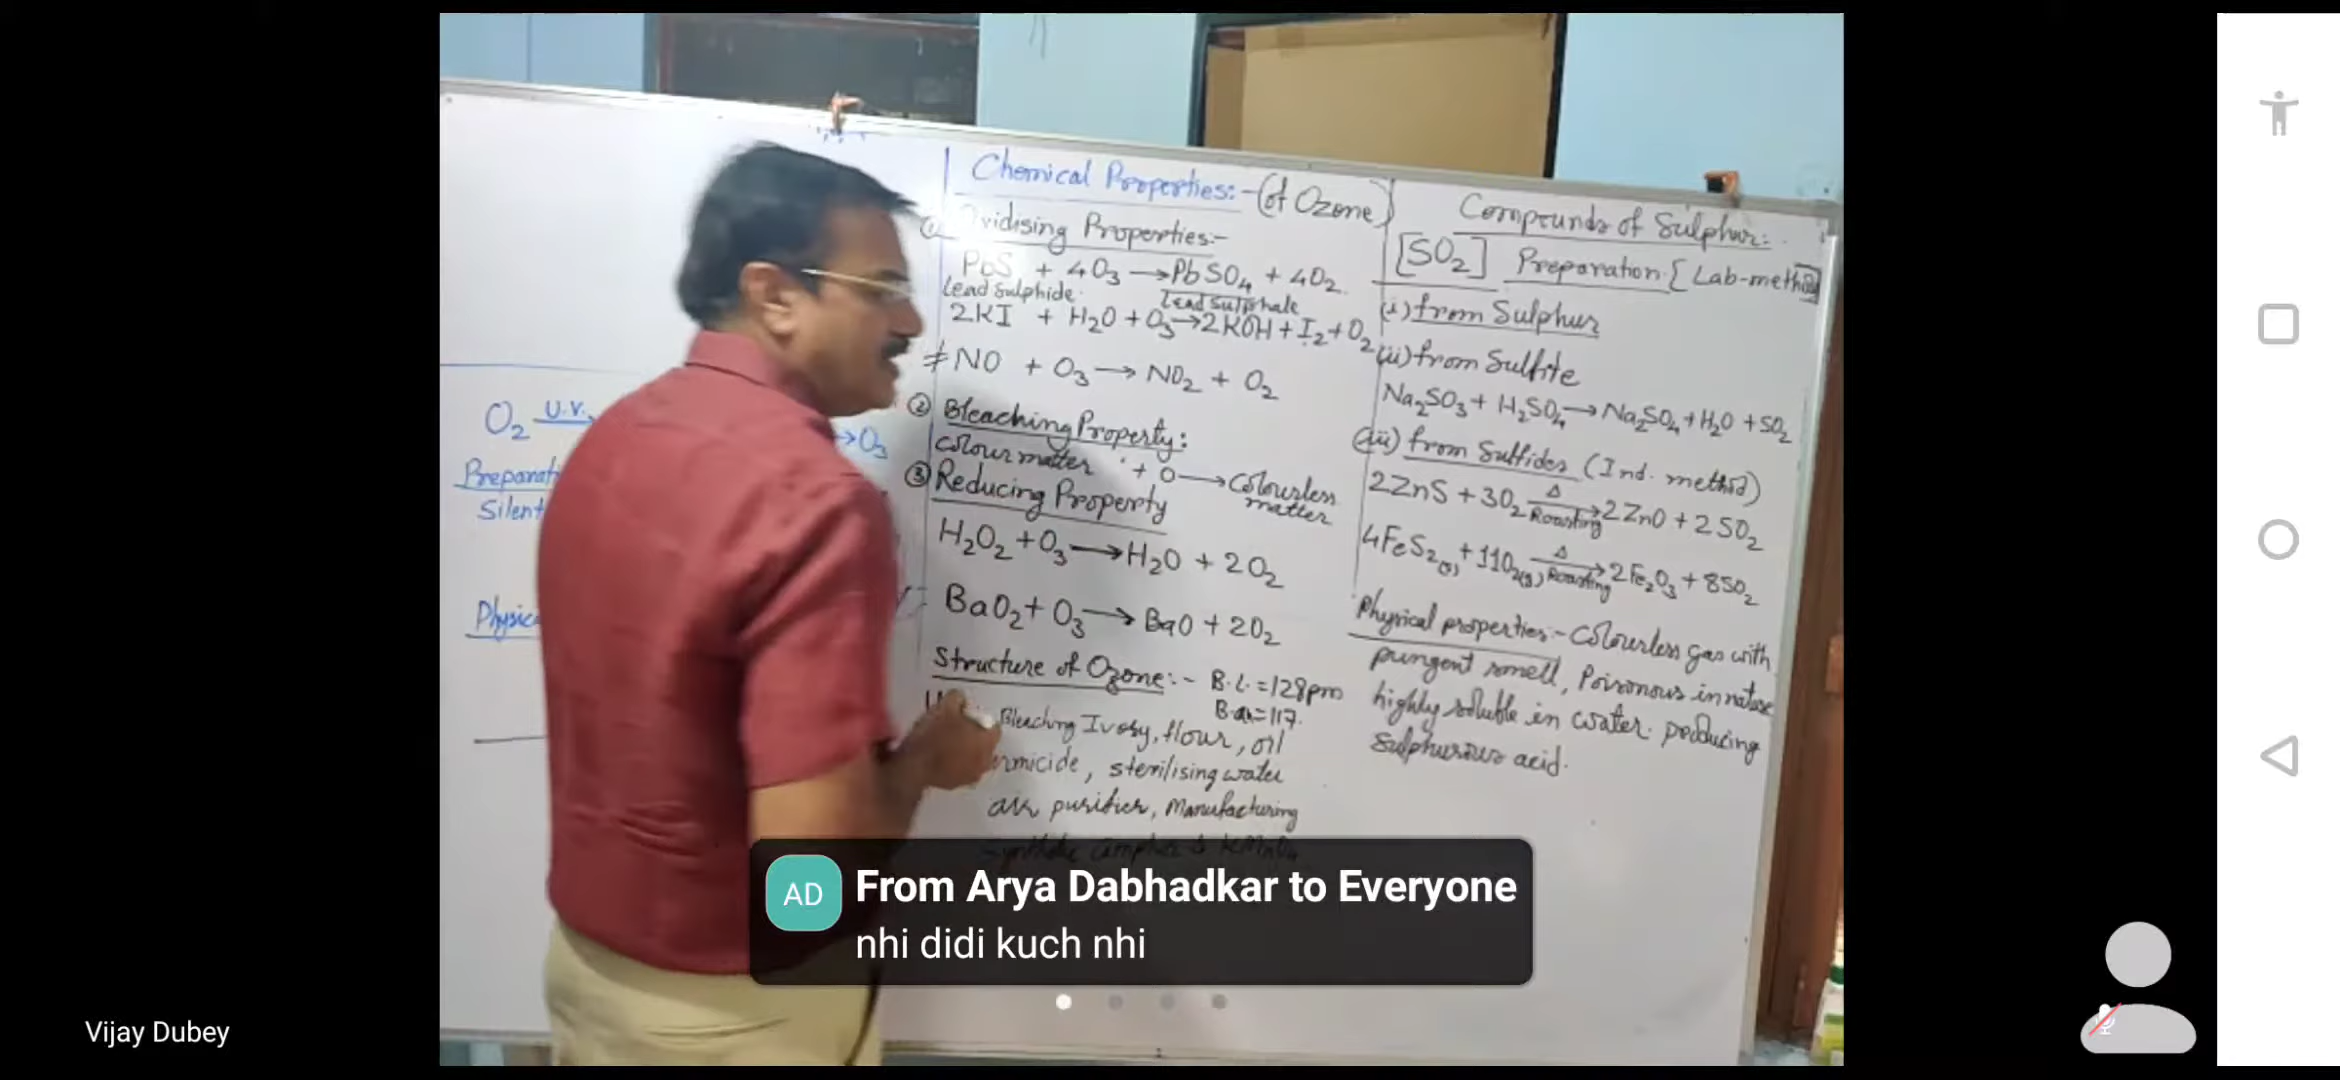 O₂ U.V.
→O₃
Preparati
Silent
Physica
Chemical Properties:-(of Ozone)
① Oxidising Properties:-
PbS + 4O₃ → PbSO₄ + 4O₂
Lead Sulphide Lead Sulphate
2KI + H₂O + O₃ → 2KOH + I₂ + O₂
NO + O₃ → NO₂ + O₂
② Bleaching Property:
Colour matter + O → Colourless
matter
③ Reducing Property
H₂O₂ + O₃ → H₂O + 2O₂
BaO₂ + O₃ → BaO + 2O₂
Structure of Ozone:- B.L. = 128pm
B.a = 117.
Bleaching Ivory, flour, oil
ermicide, sterilising water
air purifier, Manufacturing
Compounds of Sulphur:
[SO₂] Preparation [Lab-method]
(i) from Sulphur
(ii) from Sulfite
Na₂SO₃ + H₂SO₄ → Na₂SO₄ + H₂O + SO₂
(iii) from Sulfides (Ind. method)
2ZnS + 3O₂ Δ Roasting → 2ZnO + 2SO₂
4FeS₂(s) + 11O₂(g) Δ Roasting → 2Fe₂O₃ + 8SO₂
Physical properties:- Colourless gas with
pungent smell, Poisonous in nature
highly soluble in water. producing
sulphurous acid.
AD
From Arya Dabhadkar to Everyone
nhi didi kuch nhi
Vijay Dubey